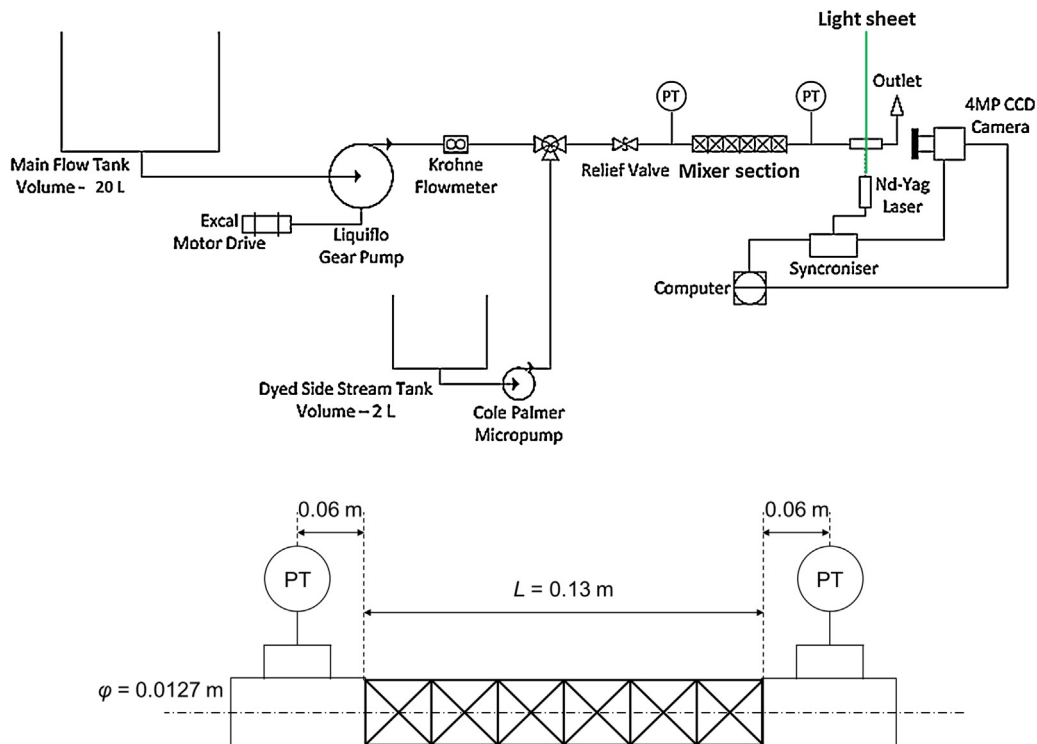 Light sheet
Outlet
PT
PT
4MP CCD
Camera
Main Flow Tank
Volume - 20 L
Krohne
Flowmeter
Relief Valve
Mixer section
Nd-Yag
Laser
Excal
Motor Drive
Liquiflo
Gear Pump
Syncroniser
Computer
Dyed Side Stream Tank
Volume – 2 L
Cole Palmer
Micropump
0.06 m
0.06 m
PT
PT
L = 0.13 m
φ = 0.0127 m